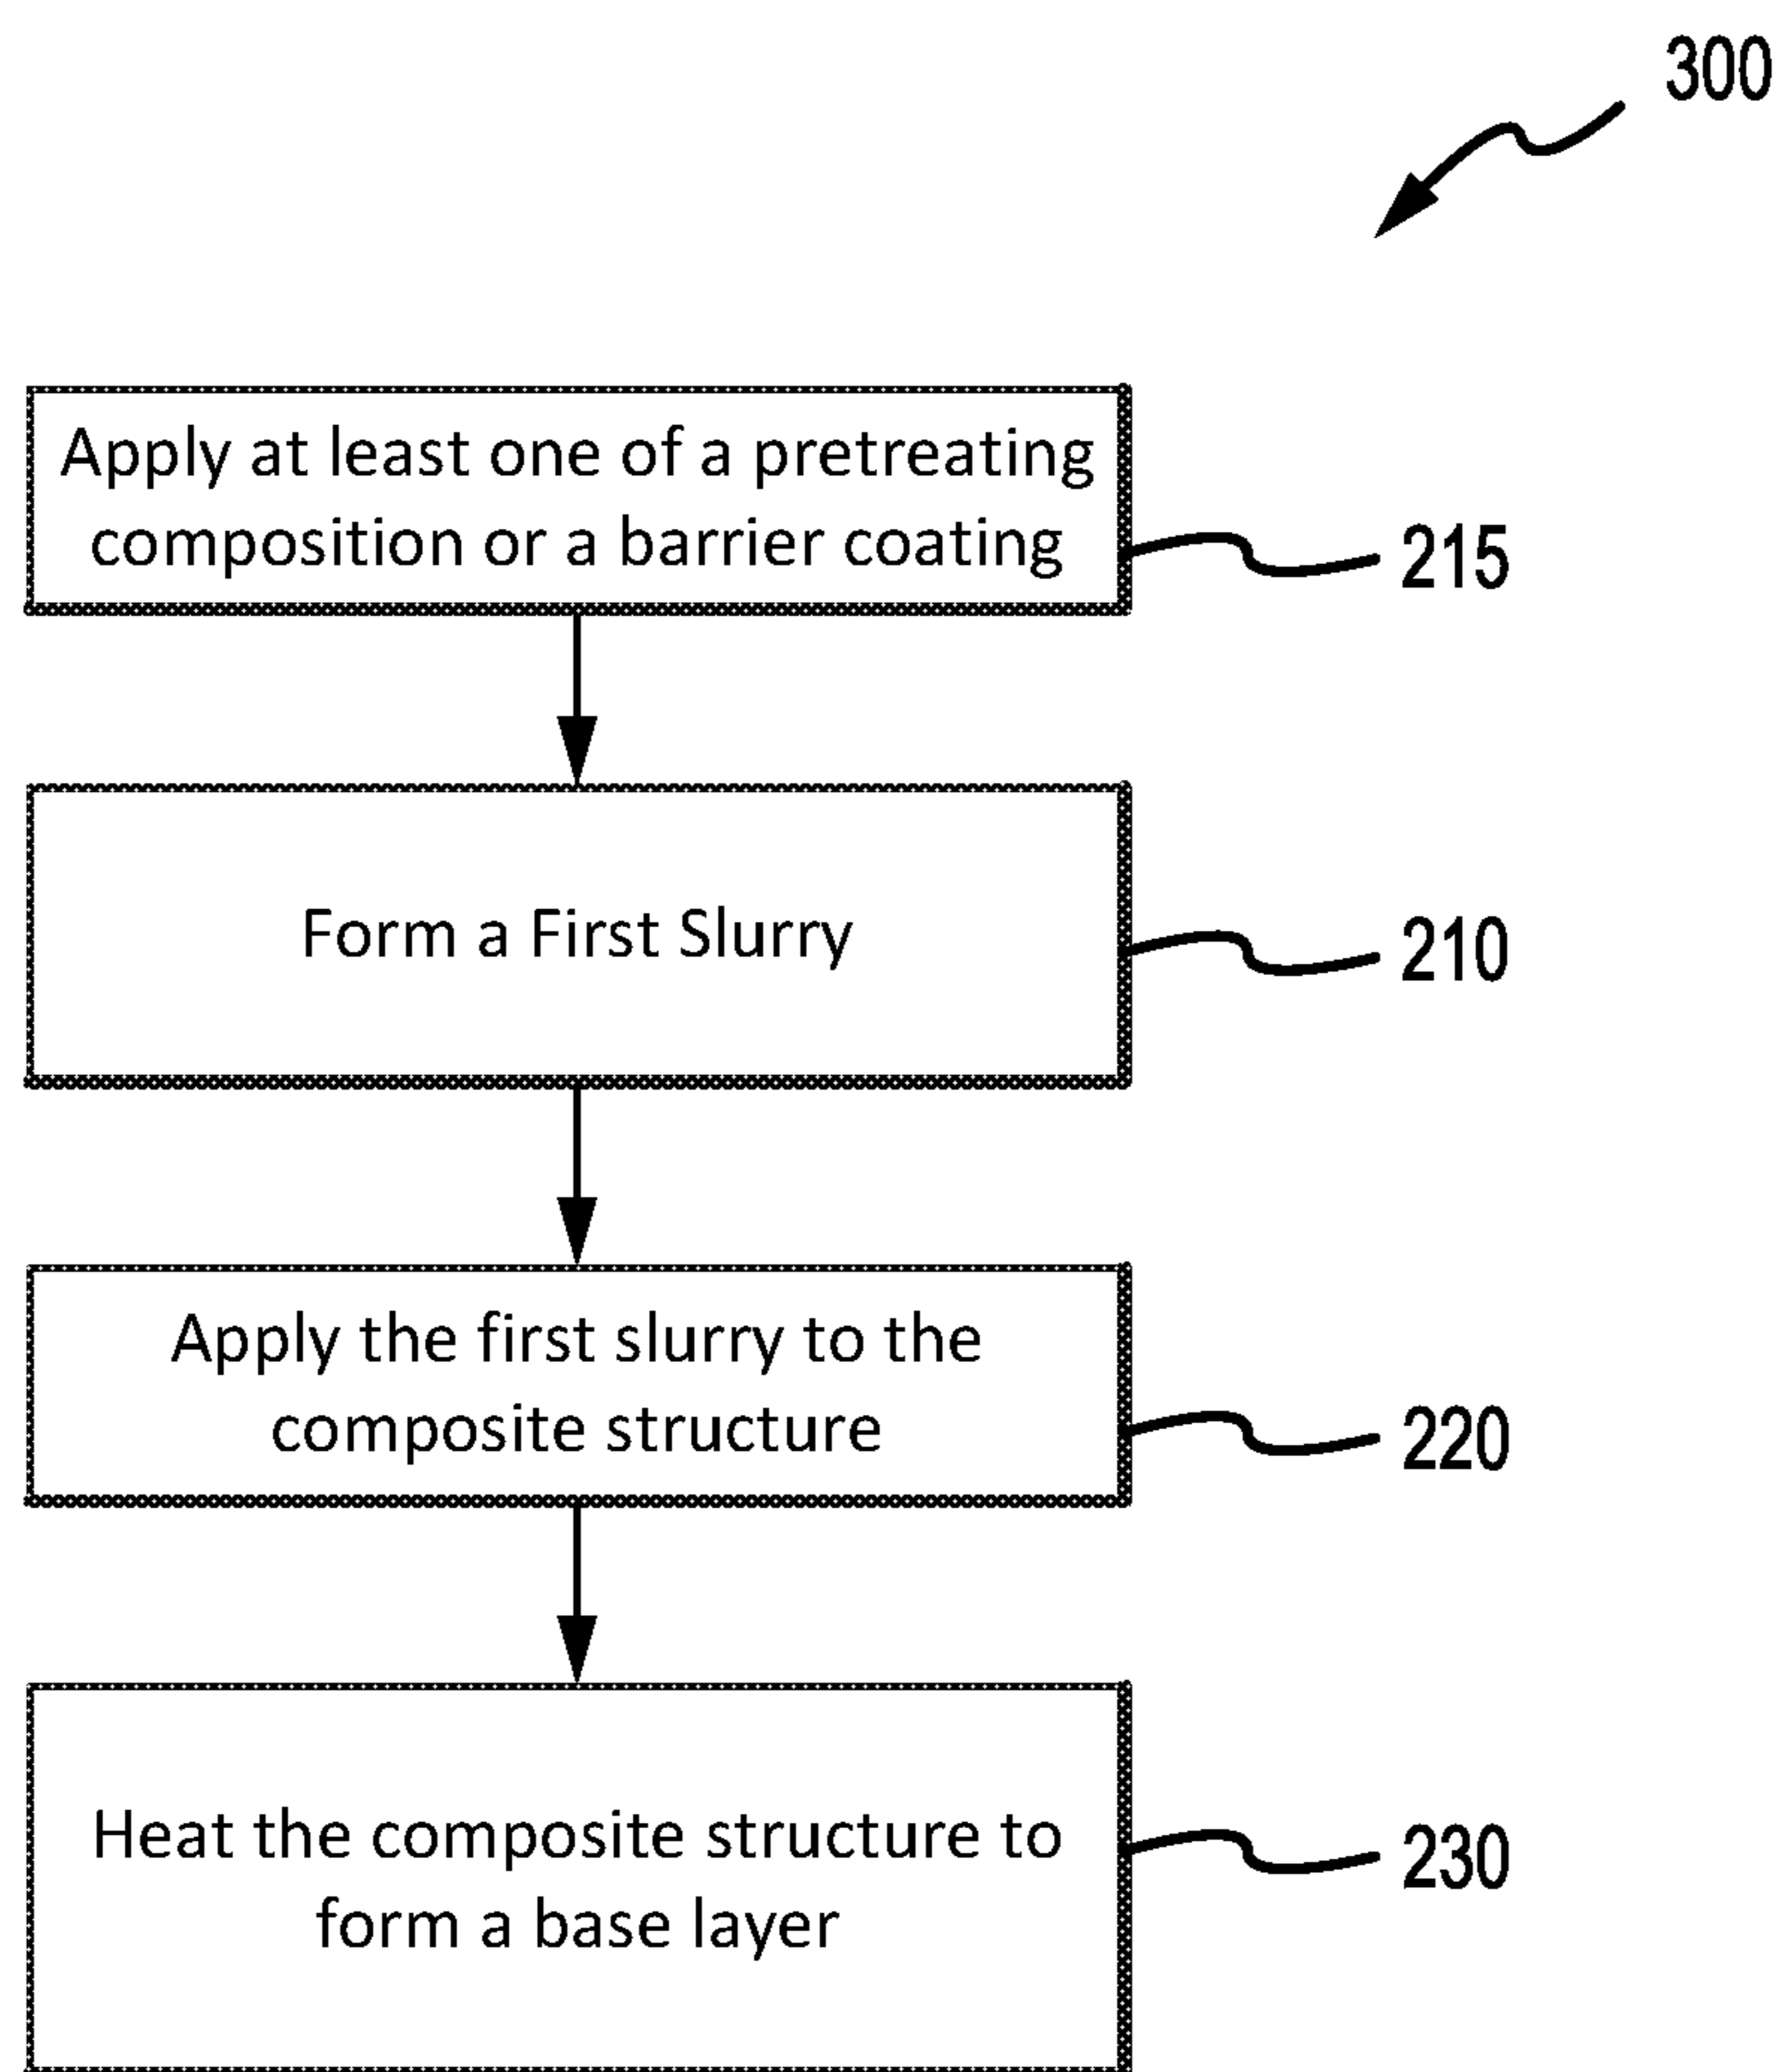 300
Apply at least one of a pretreating
composition or a barrier coating
215
Form a First Slurry
210
Apply the first slurry to the
composite structure
220
Heat the composite structure to
form a base layer
230